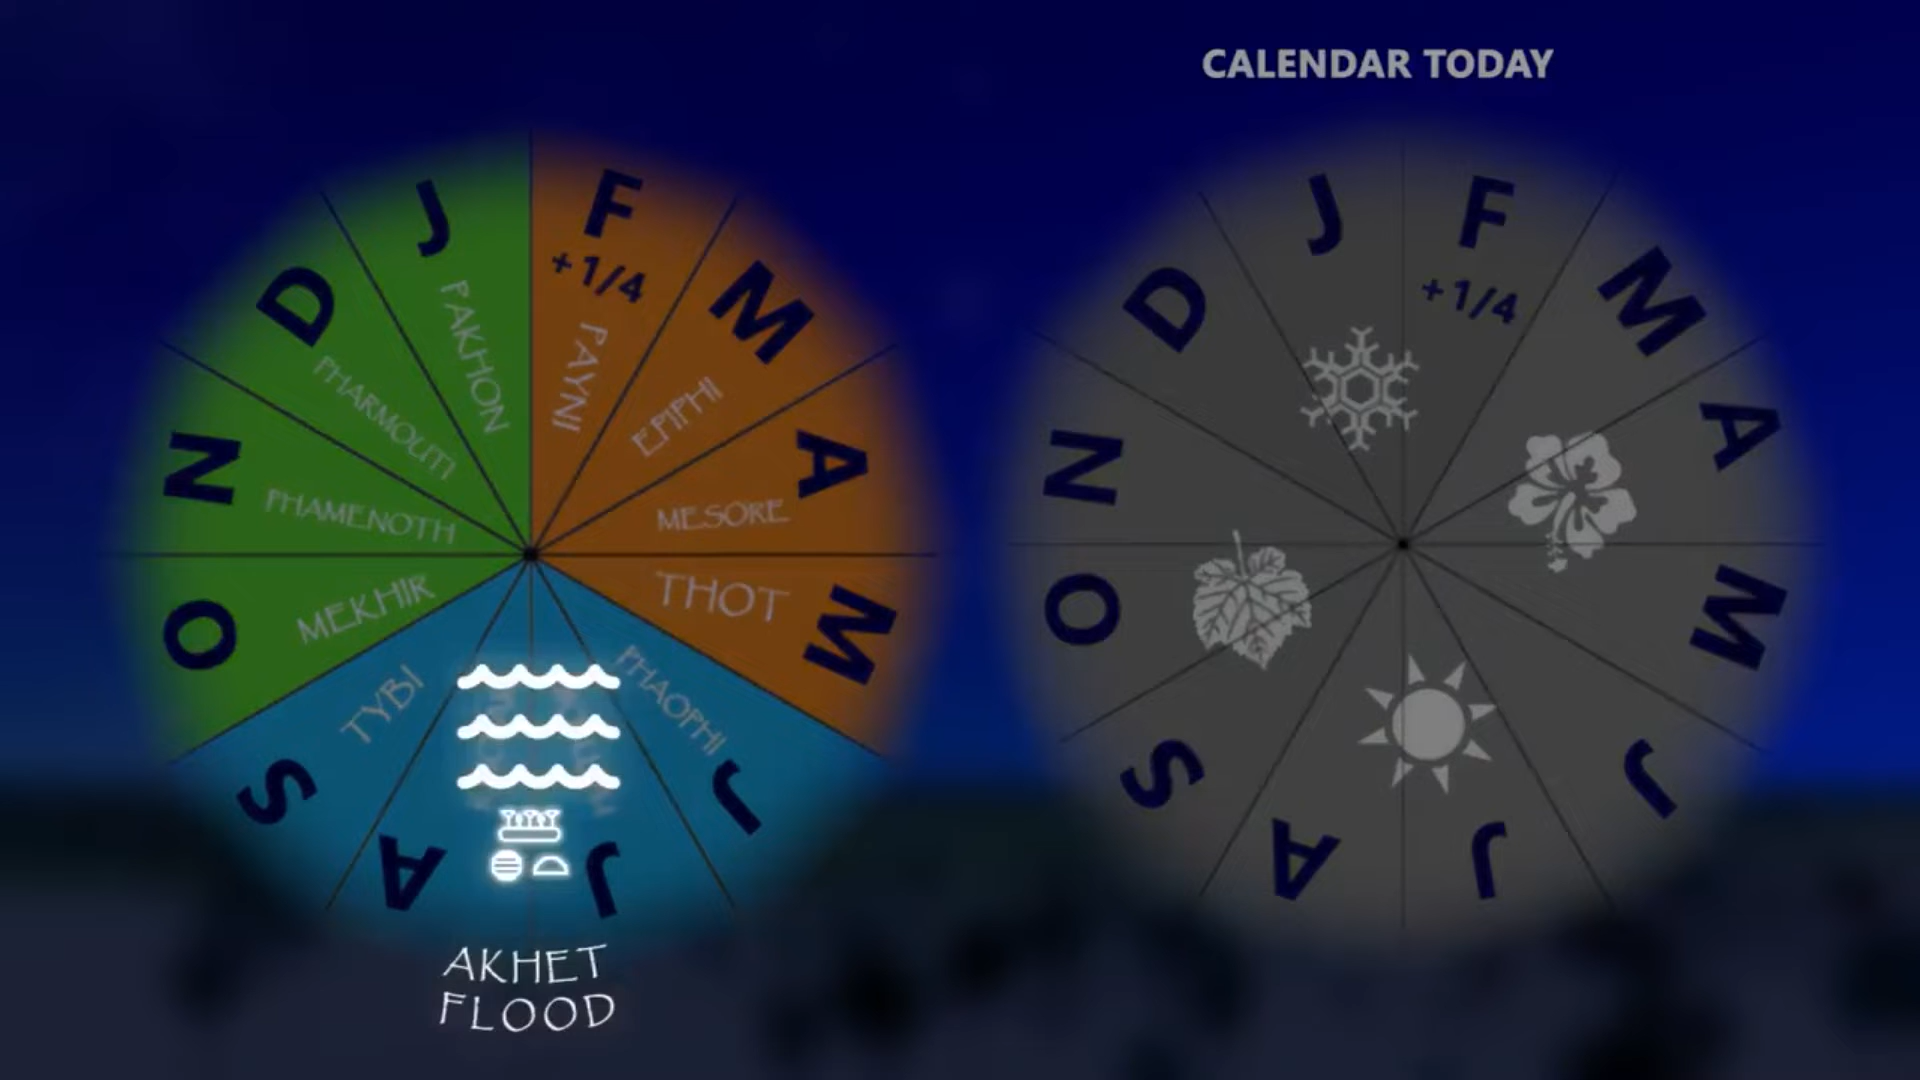 CALENDAR TODAY
J
F
+1/4
PAKHON
PAYNI
D
M
PHARMOUTI
EPIPHI
N
A
PHAMENOTH
MESORE
O
MEKHIR
THOT
M
TYBI
PHAOPHI
S
J
A
J
AKHET
FLOOD
J
F
+1/4
D
M
N
A
O
M
S
J
A
J